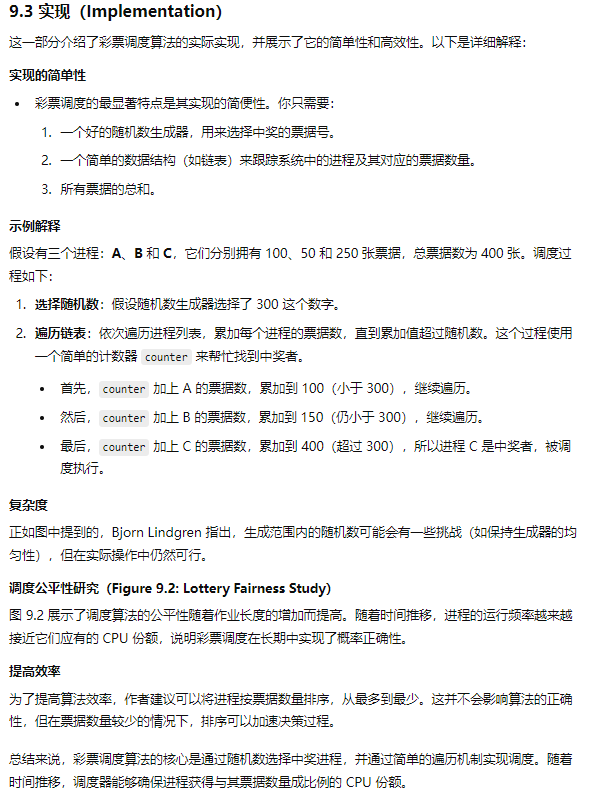 9.3 实现（Implementation）
这一部分介绍了彩票调度算法的实际实现，并展示了它的简单性和高效性。以下是详细解释：
实现的简单性
• 彩票调度的最显著特点是其实现的简便性。你只需要：
1. 一个好的随机数生成器，用来选择中奖的票据号。
2. 一个简单的数据结构（如链表）来跟踪系统中的进程及其对应的票据数量。
3. 所有票据的总和。
示例解释
假设有三个进程：A、B 和 C，它们分别拥有 100、50 和 250 张票据，总票据数为 400 张。调度过
程如下：
1. 选择随机数：假设随机数生成器选择了 300 这个数字。
2. 遍历链表：依次遍历进程列表，累加每个进程的票据数，直到累加值超过随机数。这个过程使用
一个简单的计数器 counter 来帮忙找到中奖者。
• 首先，counter 加上 A 的票据数，累加到 100（小于 300），继续遍历。
• 然后，counter 加上 B 的票据数，累加到 150（仍小于 300），继续遍历。
• 最后，counter 加上 C 的票据数，累加到 400（超过 300），所以进程 C 是中奖者，被调
度执行。
复杂度
正如图中提到的，Bjorn Lindgren 指出，生成范围内的随机数可能会有一些挑战（如保持生成器的均
匀性），但在实际操作中仍然可行。
调度公平性研究（Figure 9.2: Lottery Fairness Study）
图 9.2 展示了调度算法的公平性随着作业长度的增加而提高。随着时间推移，进程的运行频率越来越
接近它们应有的 CPU 份额，说明彩票调度在长期中实现了概率正确性。
提高效率
为了提高算法效率，作者建议可以将进程按票据数量排序，从最多到最少。这并不会影响算法的正确
性，但在票据数量较少的情况下，排序可以加速决策过程。
总结来说，彩票调度算法的核心是通过随机数选择中奖进程，并通过简单的遍历机制实现调度。随着
时间推移，调度器能够确保进程获得与其票据数量成比例的 CPU 份额。